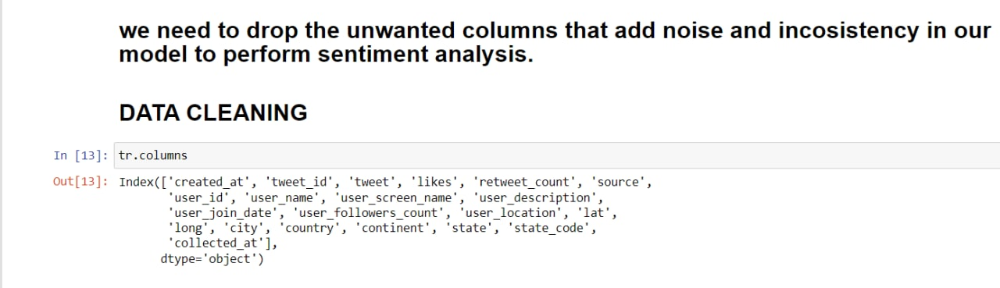 we need to drop the unwanted columns that add noise and incosistency in our
model to perform sentiment analysis.
DATA CLEANING
In [13]: tr.columns
Out[13]: Index(['created_at', 'tweet_id', 'tweet', 'likes', 'retweet_count', 'source',
'user_id', 'user_name', 'user_screen_name', 'user_description',
'user_join_date', 'user_followers_count', 'user_location', 'lat',
'long', 'city', 'country', 'continent', 'state', 'state_code',
'collected_at'],
dtype='object')